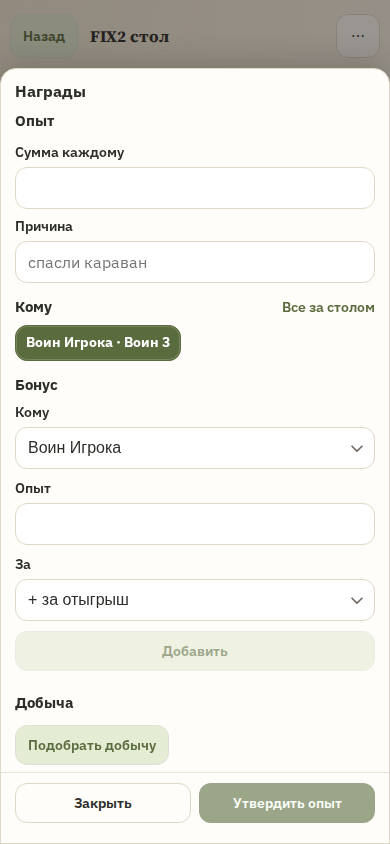 Назад
FIX2 стол
...
Награды
Опыт
Сумма каждому
Причина
спасли караван
Кому
Все за столом
Воин Игрока · Воин 3
Бонус
Кому
Воин Игрока
Опыт
За
+ за отыгрыш
Добавить
Добыча
Подобрать добычу
Закрыть
Утвердить опыт